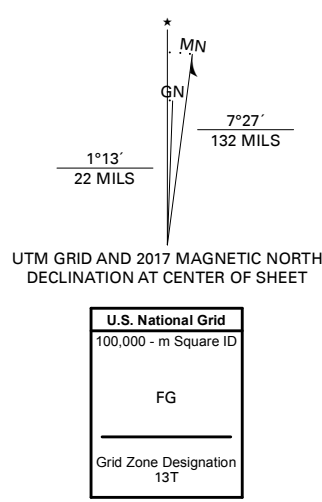 ★
MN
GN
7°27´
132 MILS
1°13´
22 MILS
UTM GRID AND 2017 MAGNETIC NORTH
DECLINATION AT CENTER OF SHEET
U.S. National Grid
100,000 - m Square ID
FG
Grid Zone Designation
13T